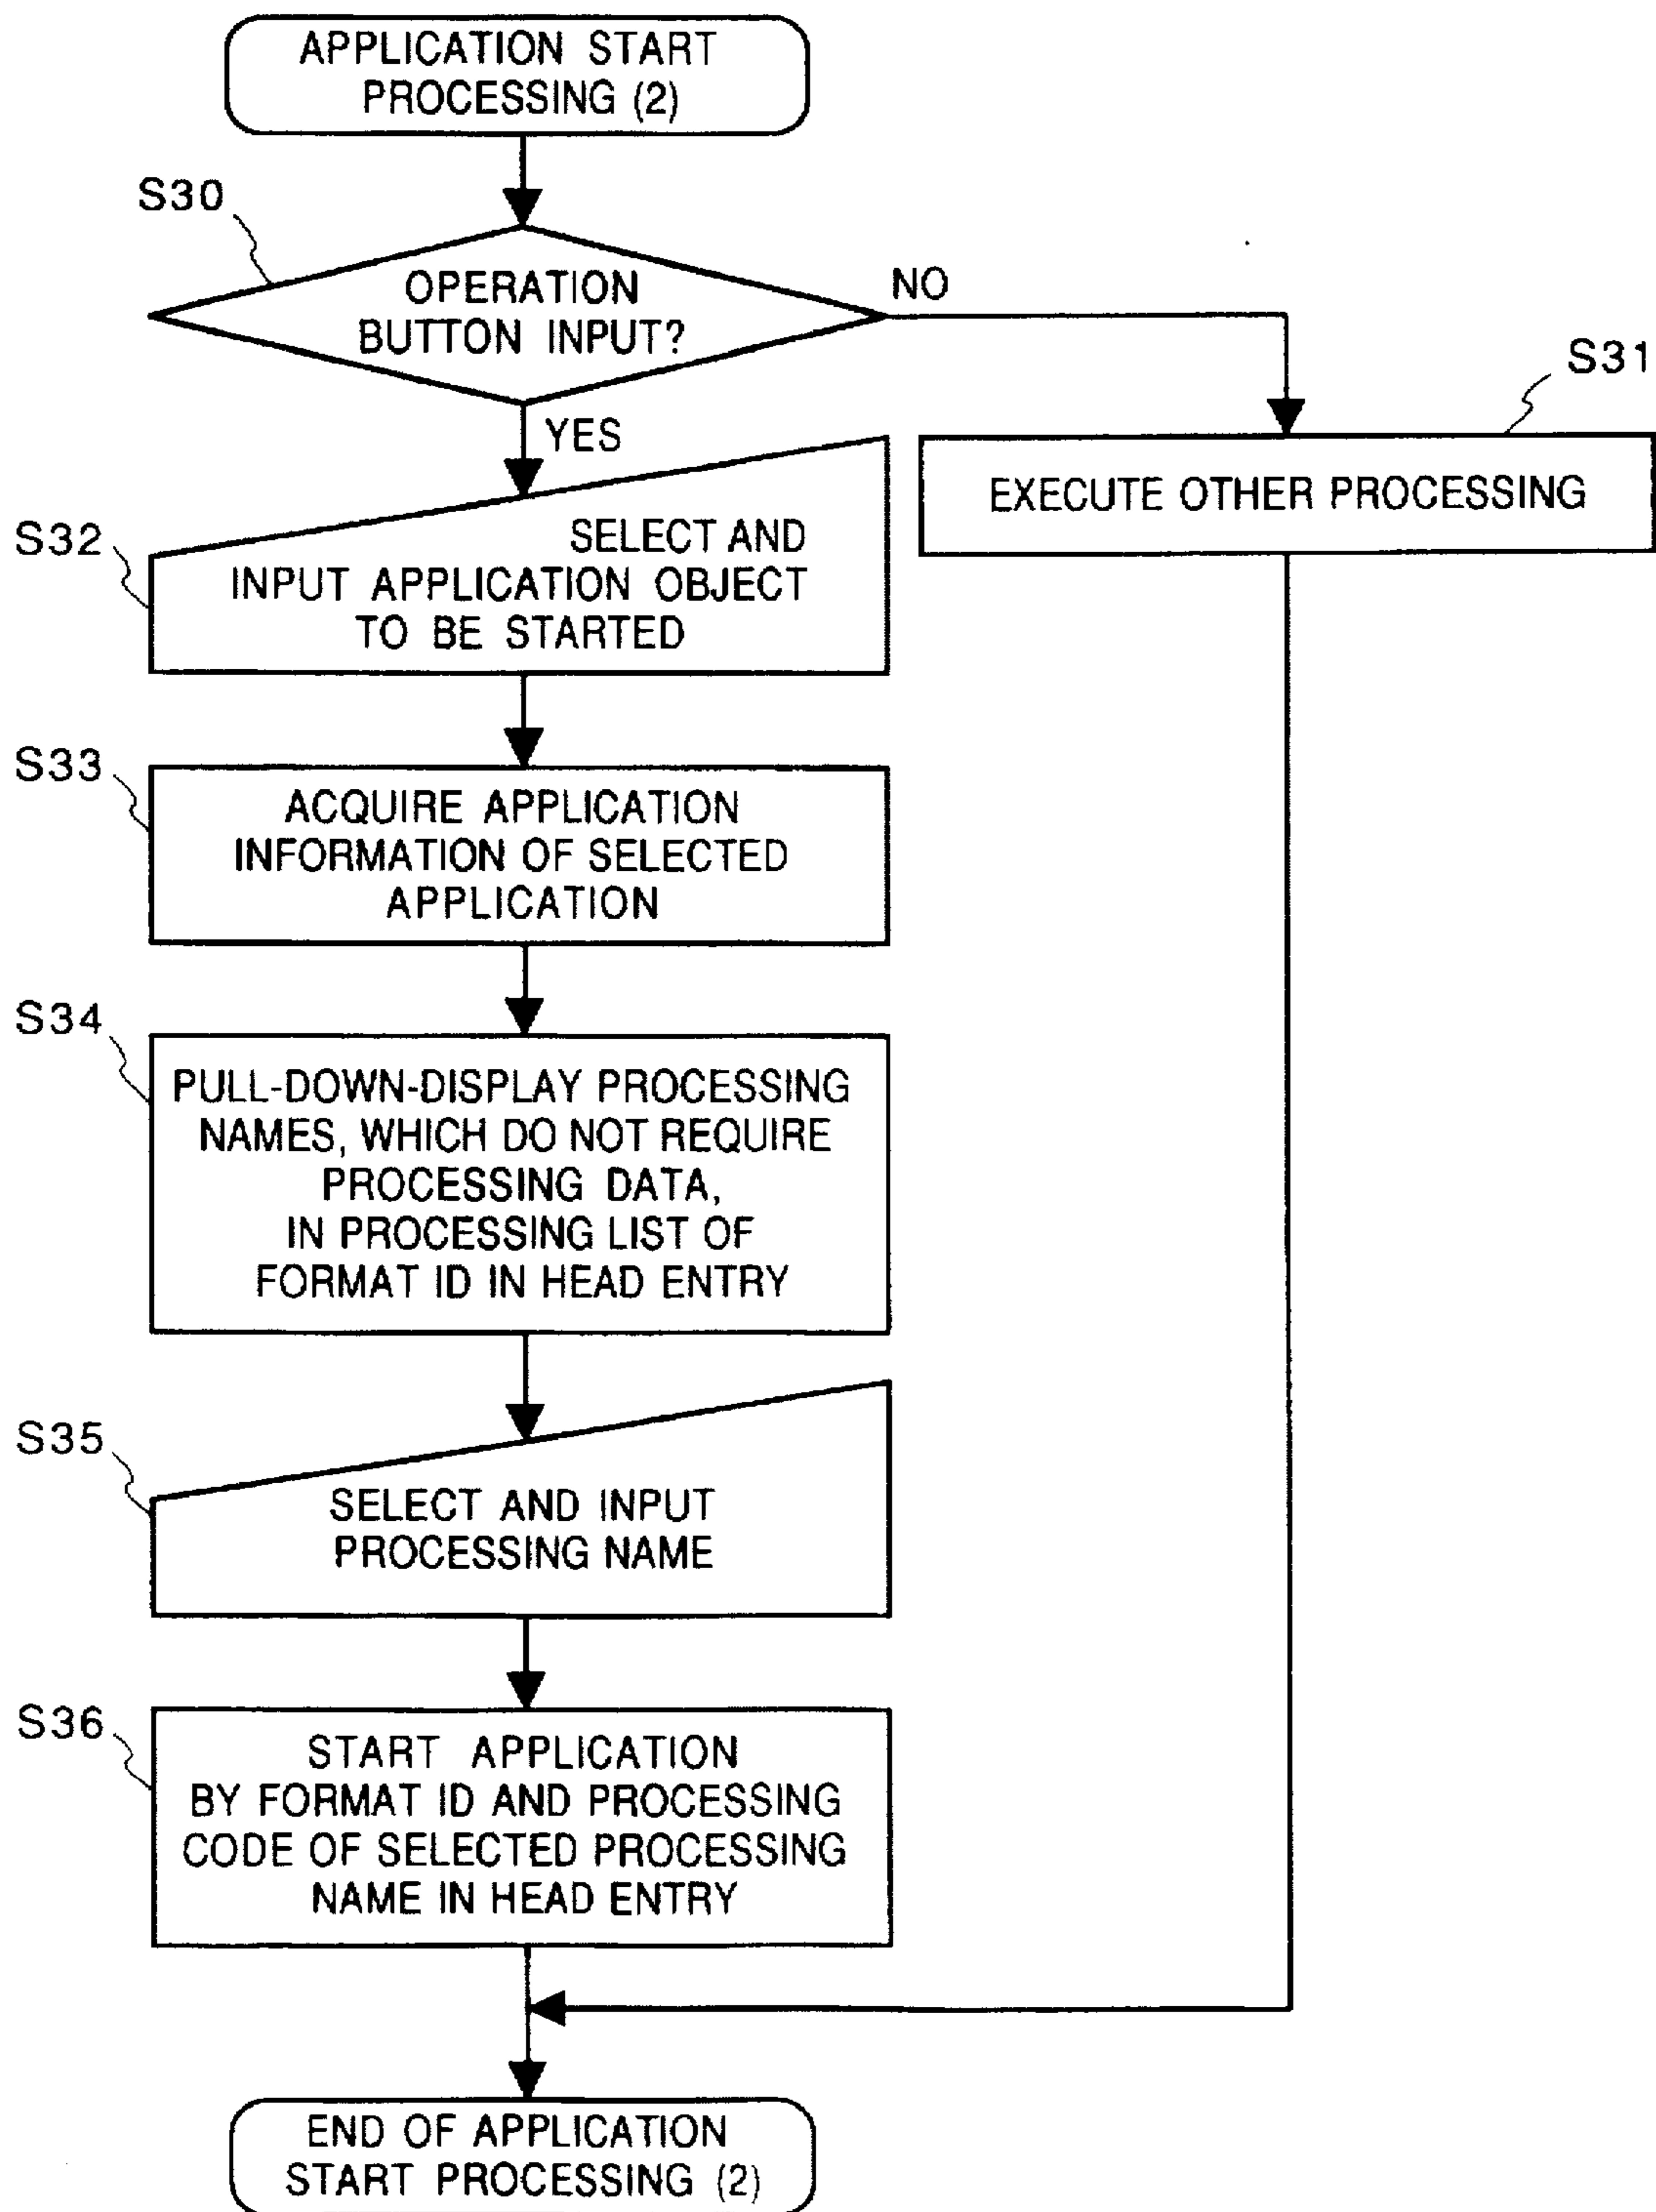 APPLICATION START
PROCESSING (2)
S30
OPERATION
BUTTON INPUT?
NO
YES
S31
EXECUTE OTHER PROCESSING
S32
SELECT AND
INPUT APPLICATION OBJECT
TO BE STARTED
S33
ACQUIRE APPLICATION
INFORMATION OF SELECTED
APPLICATION
S34
PULL-DOWN-DISPLAY PROCESSING
NAMES, WHICH DO NOT REQUIRE
PROCESSING DATA,
IN PROCESSING LIST OF
FORMAT ID IN HEAD ENTRY
S35
SELECT AND INPUT
PROCESSING NAME
S36
START APPLICATION
BY FORMAT ID AND PROCESSING
CODE OF SELECTED PROCESSING
NAME IN HEAD ENTRY
END OF APPLICATION
START PROCESSING (2)